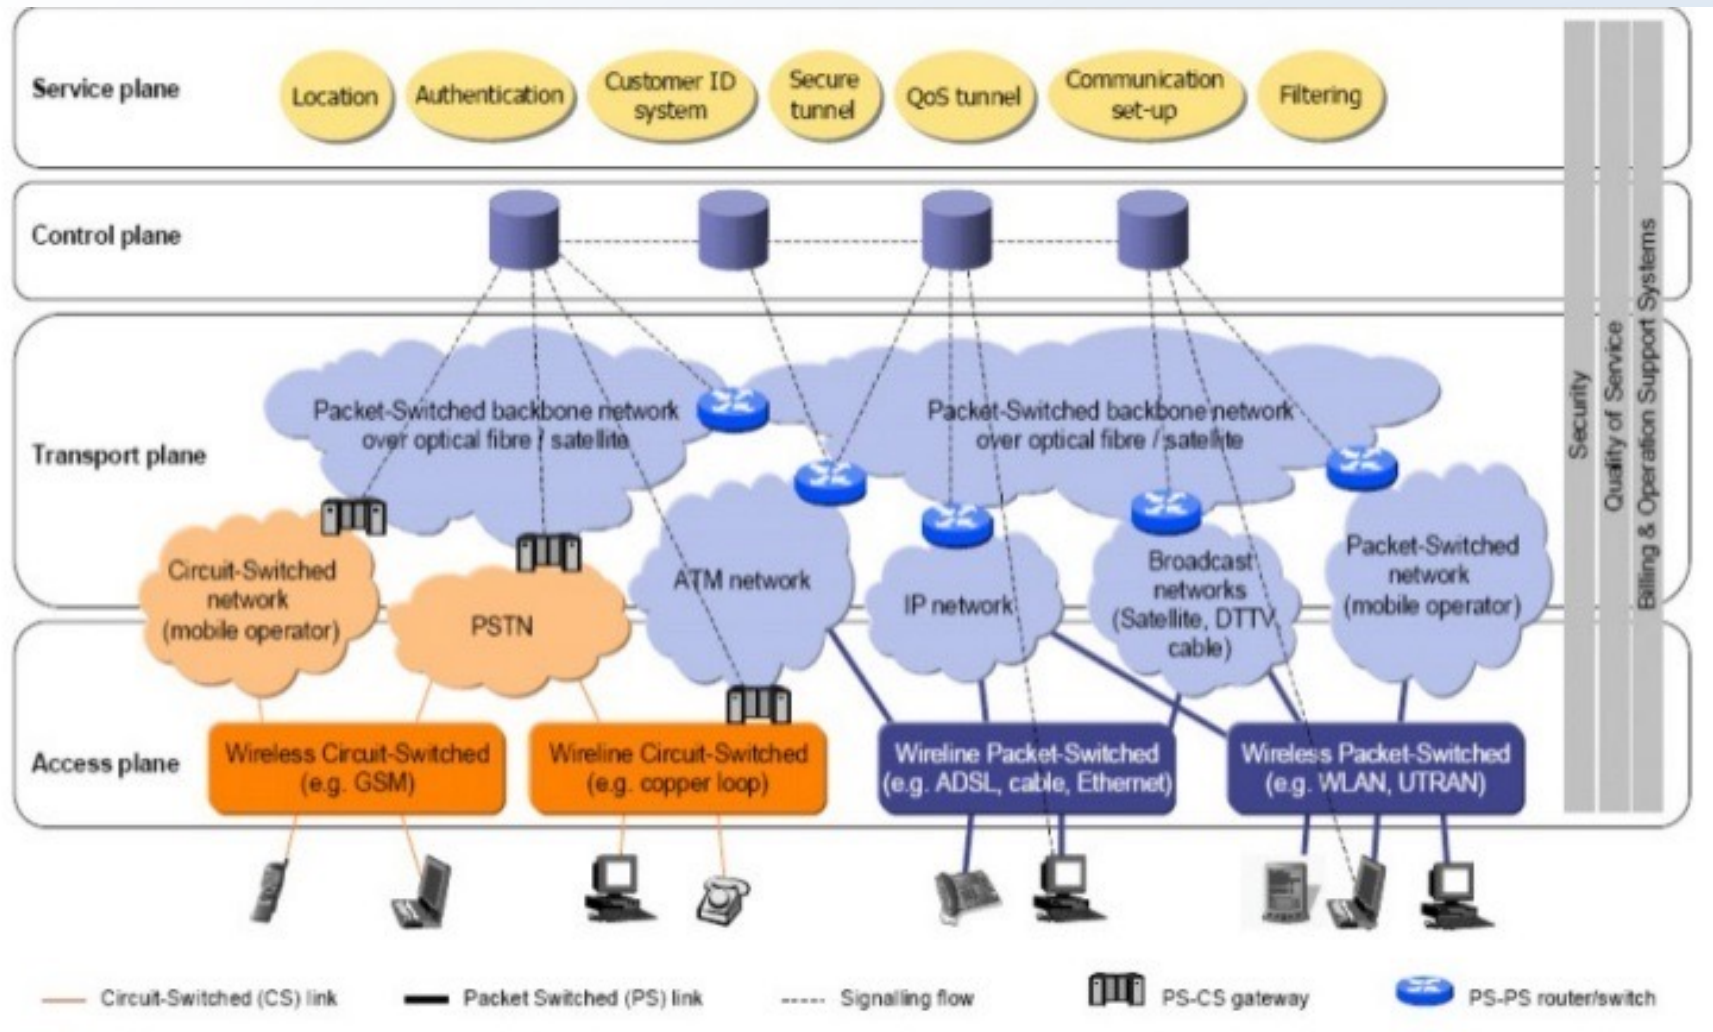 Service plane
Location
Authentication
Customer ID
system
Secure
tunnel
QoS tunnel
Communication
set-up
Filtering
Control plane
Transport plane
Packet-Switched backbone network
over optical fibre / satellite
Packet-Switched backbone network
over optical fibre / satellite
Circuit-Switched
network
(mobile operator)
PSTN
ATM network
IP network
Broadcast
networks
(Satellite, DTTV,
cable)
Packet-Switched
network
(mobile operator)
Access plane
Wireless Circuit-Switched
(e.g. GSM)
Wireline Circuit-Switched
(e.g. copper loop)
Wireline Packet-Switched
(e.g. ADSL, cable, Ethernet)
Wireless Packet-Switched
(e.g. WLAN, UTRAN)
Security
Quality of Service
Billing & Operation Support Systems
Circuit-Switched (CS) link
Packet Switched (PS) link
Signalling flow
PS-CS gateway
PS-PS router/switch